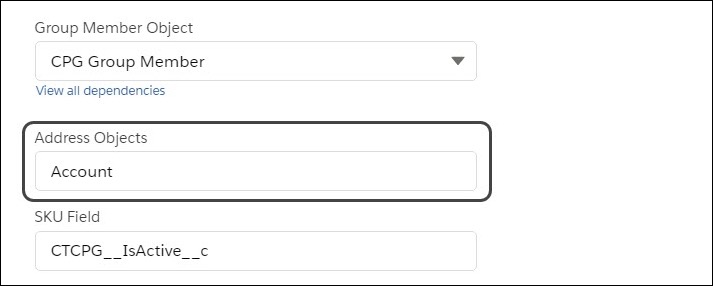 Group Member Object
CPG Group Member
View all dependencies
Address Objects
Account
SKU Field
CTCPG__IsActive__c